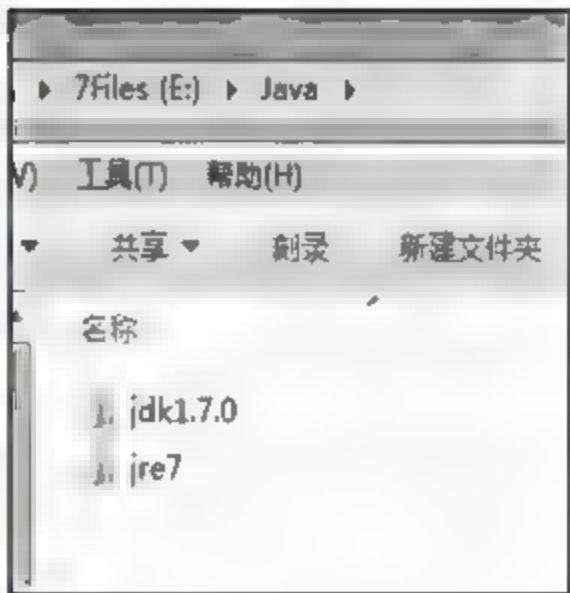 7Files (E:) Java
V) 工具(T) 帮助(H)
共享 刻录 新建文件夹
名称
jdk1.7.0
jre7